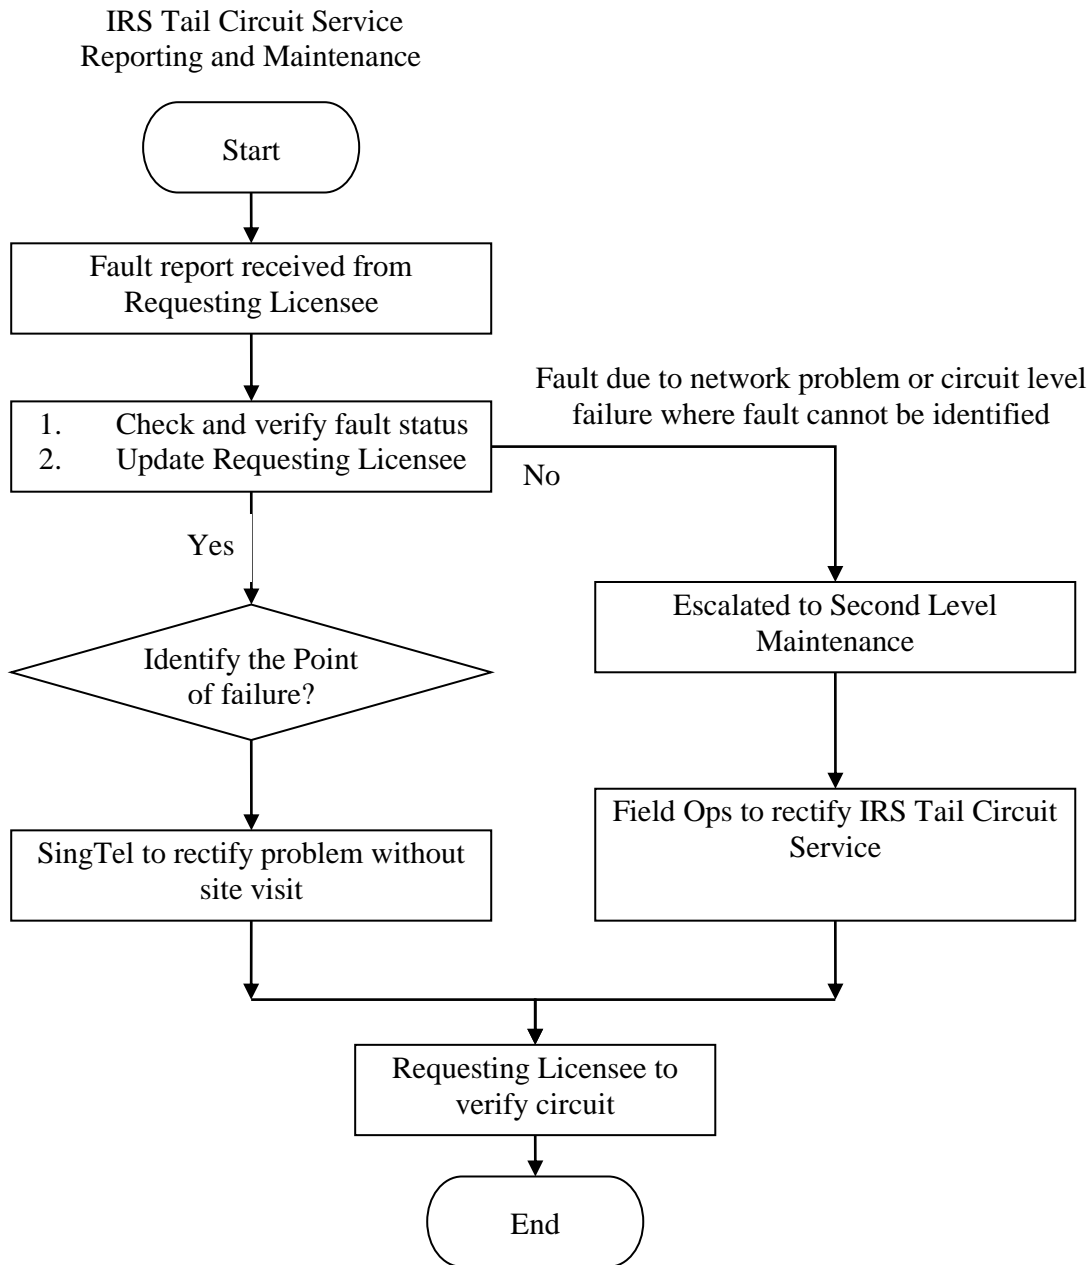 IRS Tail Circuit Service
Reporting and Maintenance
Start
Fault report received from
Requesting Licensee
Fault due to network problem or circuit level
failure where fault cannot be identified
1. Check and verify fault status
2. Update Requesting Licensee
No
Yes
Escalated to Second Level
Maintenance
Identify the Point
of failure?
Field Ops to rectify IRS Tail Circuit
Service
SingTel to rectify problem without
site visit
Requesting Licensee to
verify circuit
End